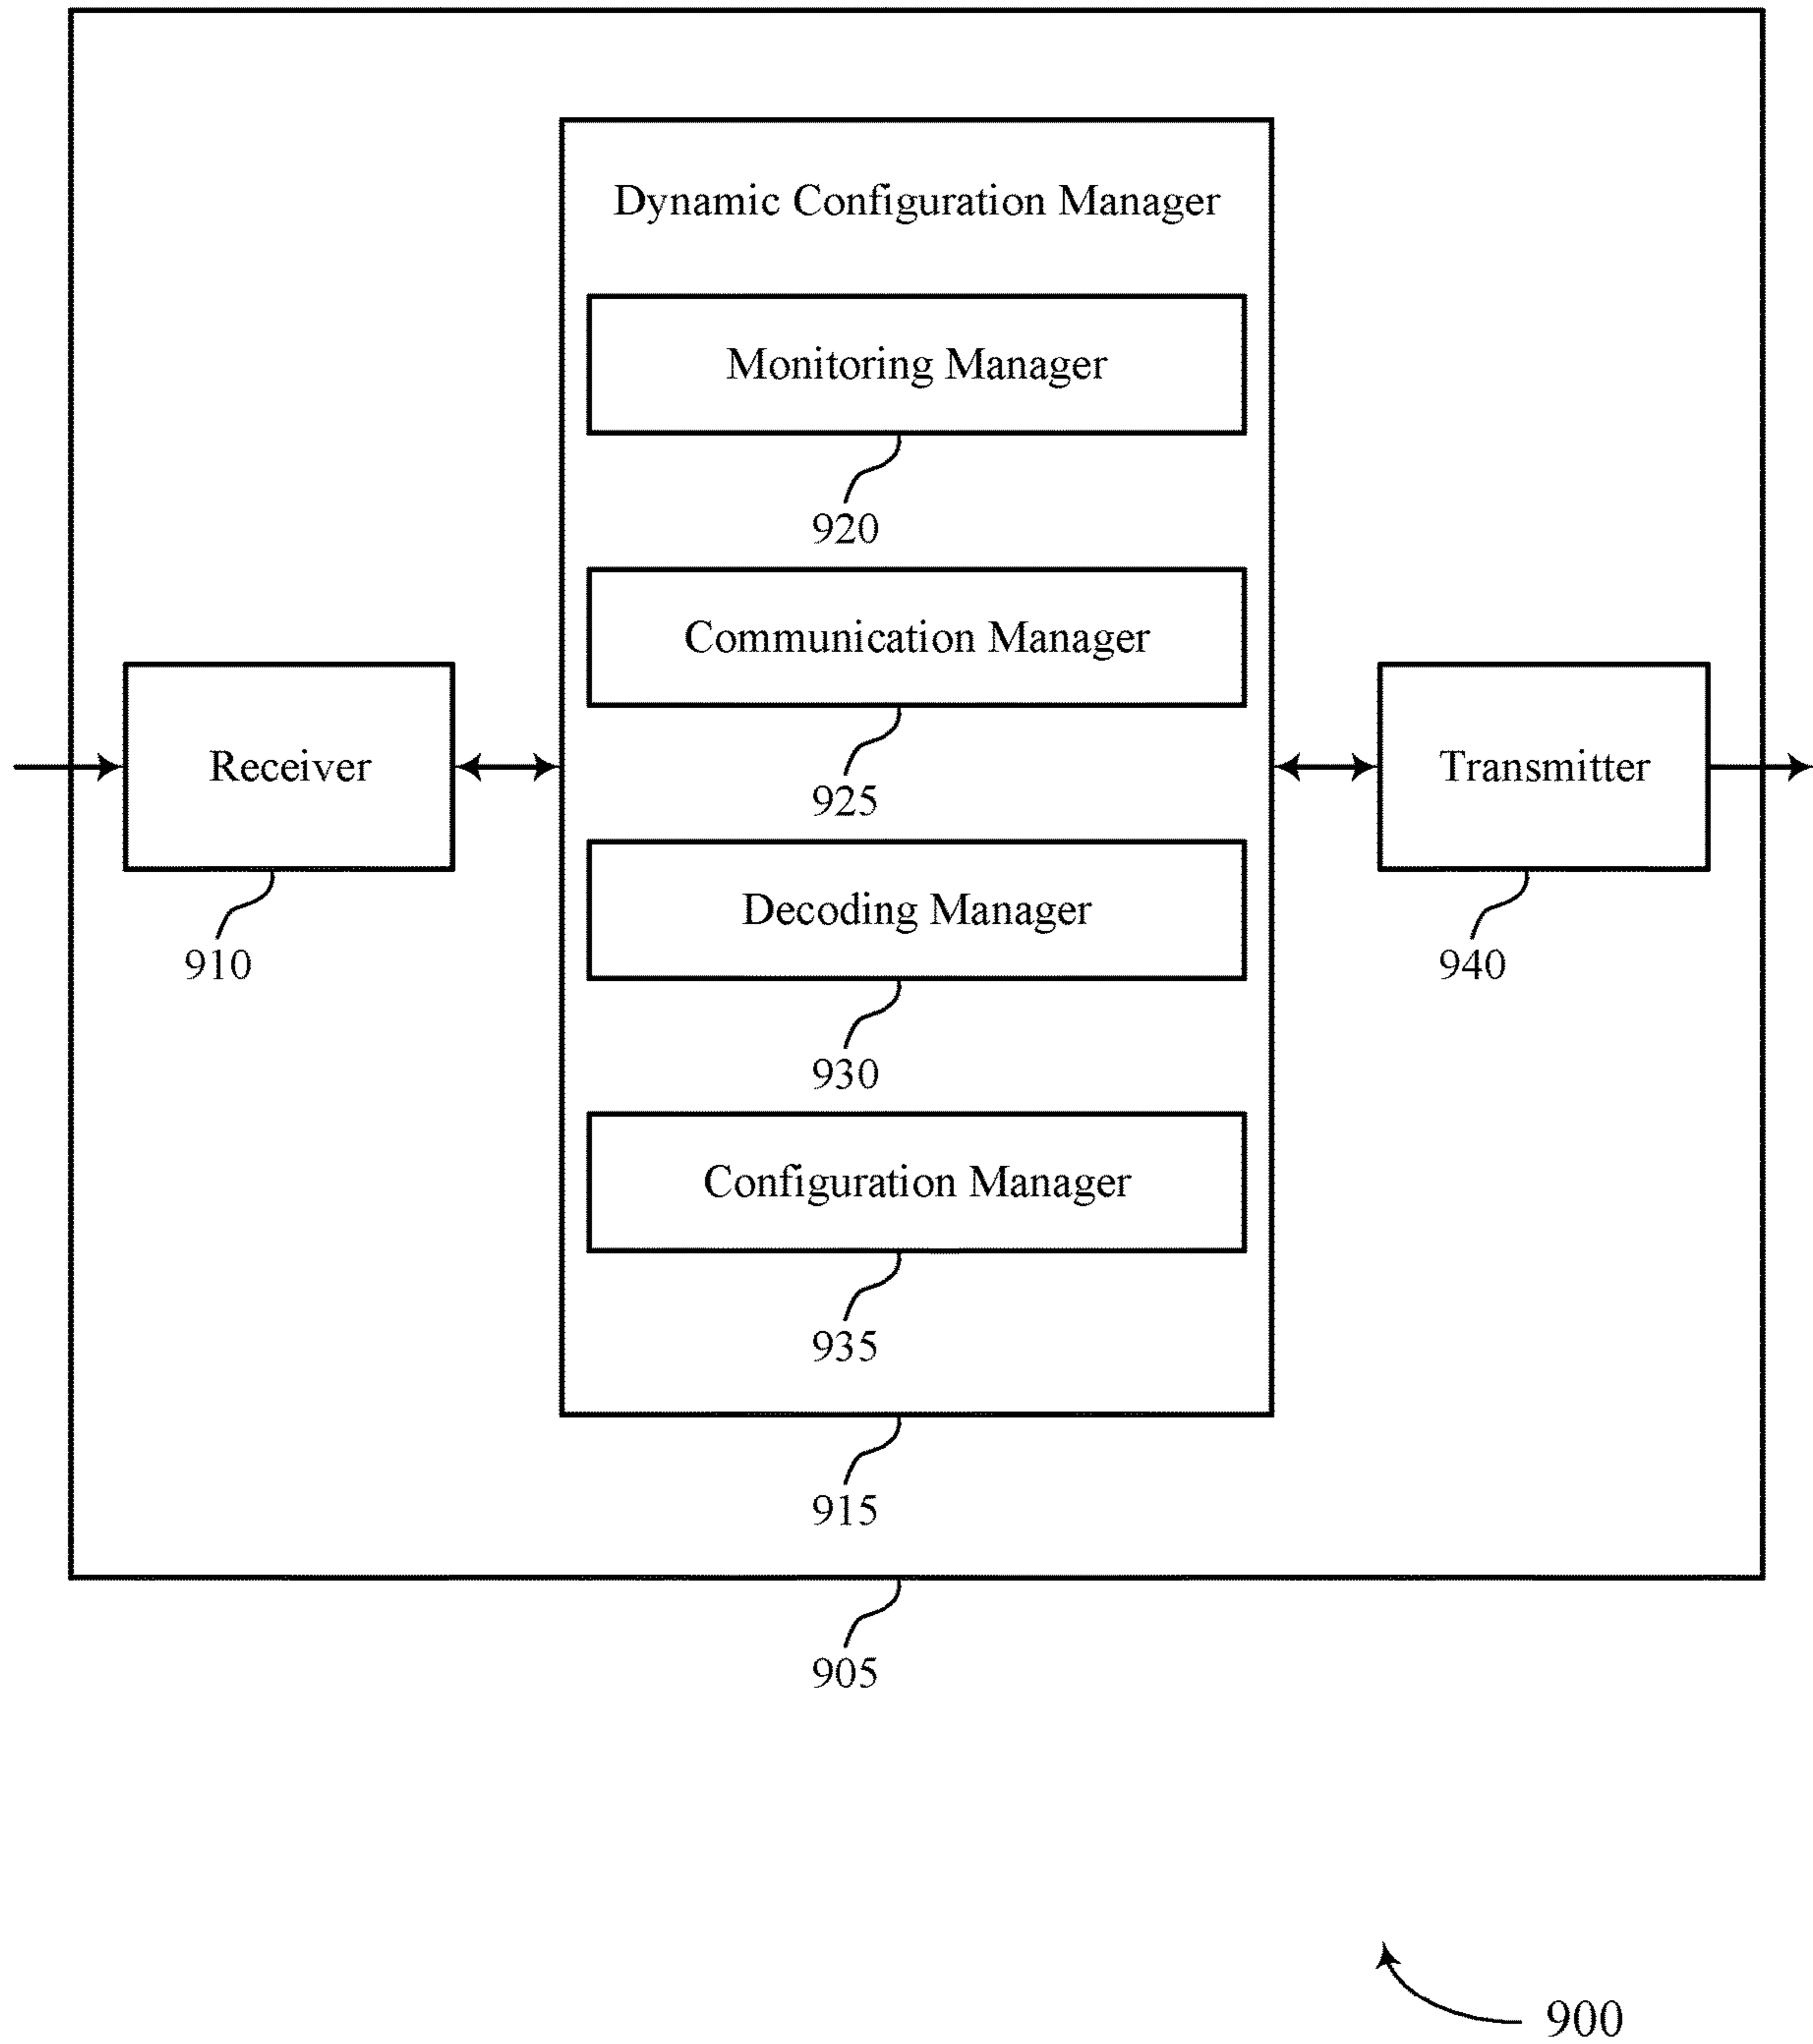 Dynamic Configuration Manager
Monitoring Manager
920
Communication Manager
925
Receiver
910
Transmitter
940
Decoding Manager
930
Configuration Manager
935
915
905
900